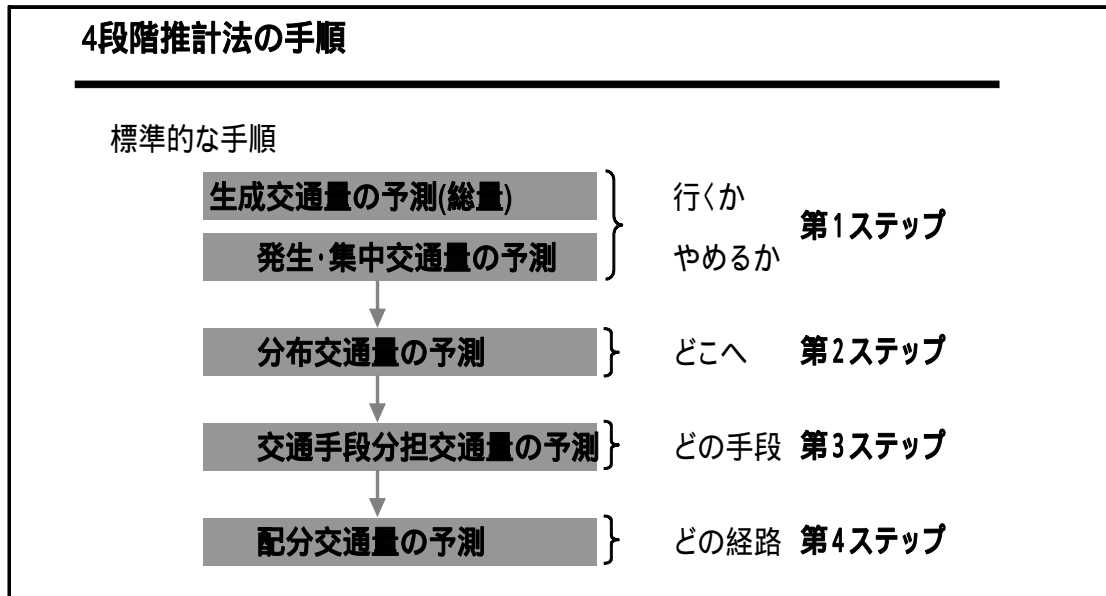 4段階推計法の手順
標準的な手順
生成交通量の予測(総量)
行くか
第1ステップ
発生・集中交通量の予測
やめるか
分布交通量の予測
どこへ
第2ステップ
交通手段分担交通量の予測
どの手段
第3ステップ
配分交通量の予測
どの経路
第4ステップ